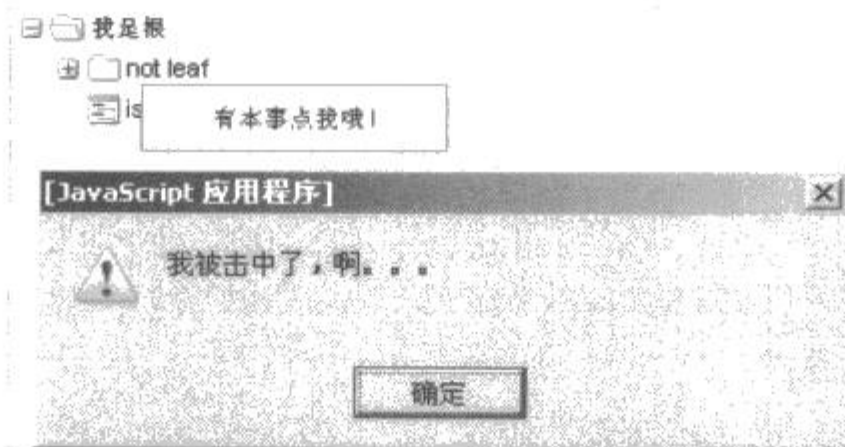 我是根
not leaf
is
有本事点我哦！
[JavaScript 应用程序]
我被击中了，啊。。。
确定